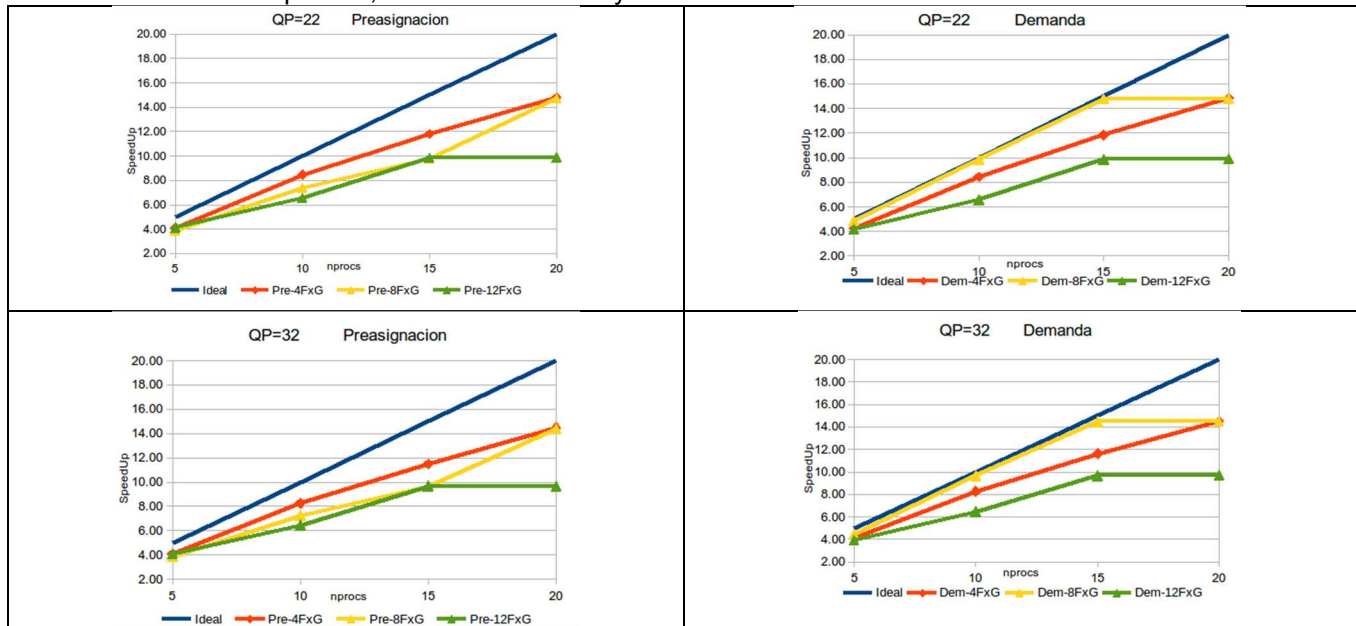 QP=22 Preasignacion
20.00
18.00
16.00
14.00
12.00
10.00
8.00
6.00
4.00
2.00
SpeedUp
5 10 15 20
nprocs
Ideal Pre-4FxG Pre-8FxG Pre-12FxG
QP=22 Demanda
20.00
18.00
16.00
14.00
12.00
10.00
8.00
6.00
4.00
2.00
SpeedUp
5 10 15 20
nprocs
Ideal Dem-4FxG Dem-8FxG Dem-12FxG
QP=32 Preasignacion
20.00
18.00
16.00
14.00
12.00
10.00
8.00
6.00
4.00
2.00
SpeedUp
5 10 15 20
nprocs
Ideal Pre-4FxG Pre-8FxG Pre-12FxG
QP=32 Demanda
20.00
18.00
16.00
14.00
12.00
10.00
8.00
6.00
4.00
2.00
SpeedUp
5 10 15 20
nprocs
Ideal Dem-4FxG Dem-8FxG Dem-12FxG